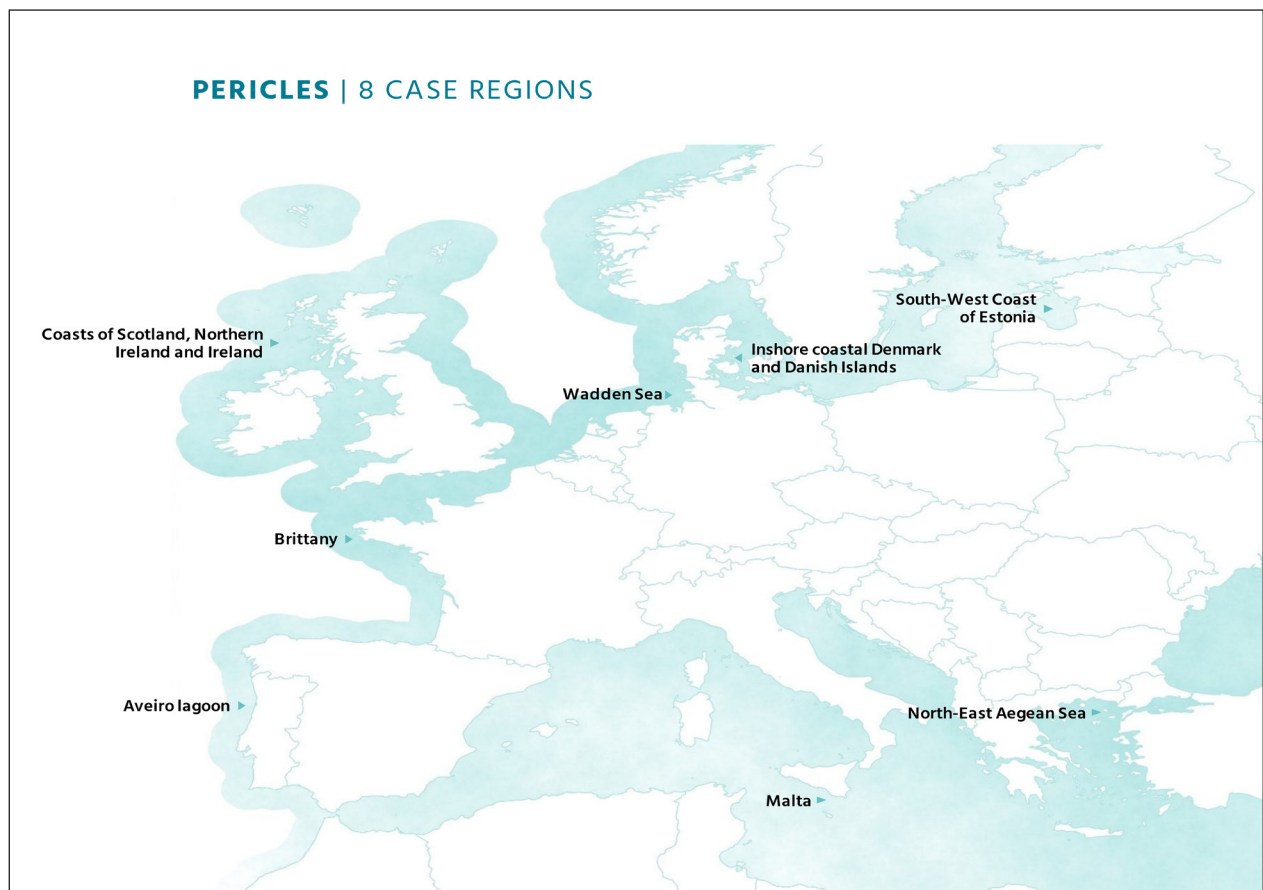 PERICLES | 8 CASE REGIONS
South-West Coast
of Estonia
Coasts of Scotland, Northern
Ireland and Ireland
Inshore coastal Denmark
and Danish Islands
Wadden Sea
Brittany
Aveiro lagoon
North-East Aegean Sea
Malta